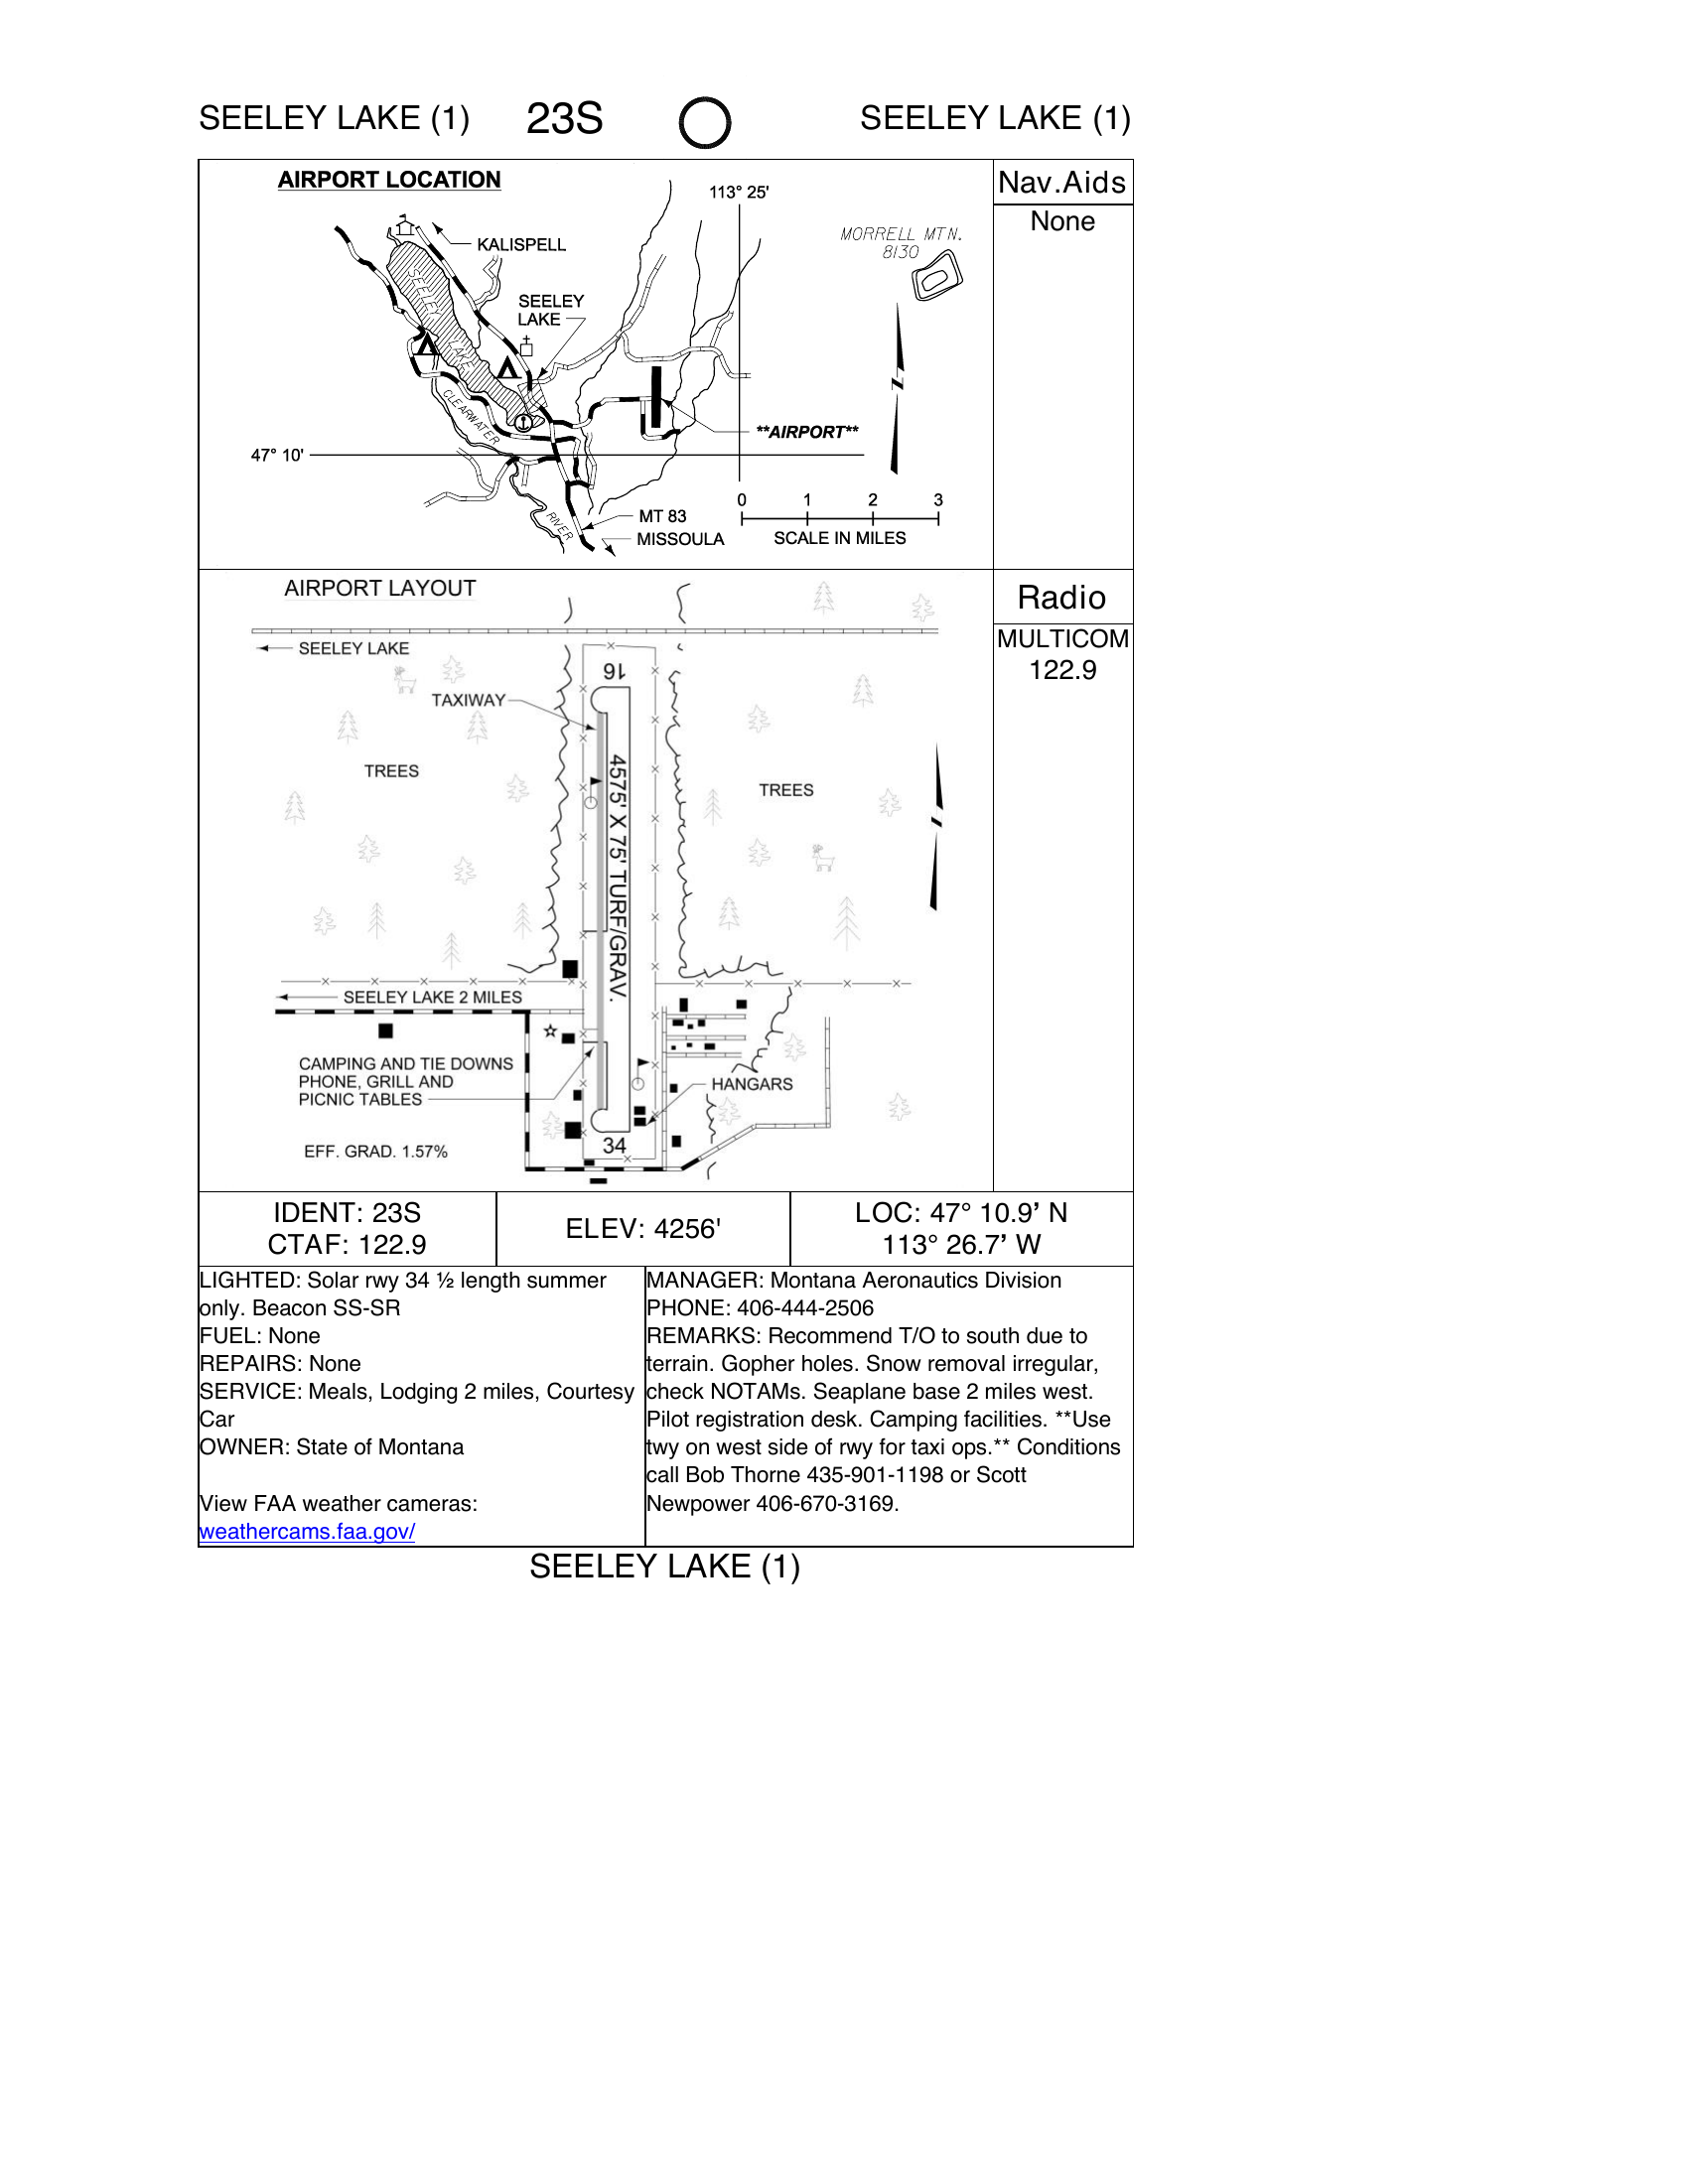 SEELEY LAKE (1) 23S SEELEY LAKE (1)
AIRPORT LOCATION
Nav.Aids
None
113° 25'
MORRELL MTN.
8130
KALISPELL
SEELEY
LAKE
SEELEY
LAKE
CLEARWATER
**AIRPORT**
47° 10'
0 1 2 3
SCALE IN MILES
N
RIVER
MT 83
MISSOULA
AIRPORT LAYOUT
Radio
MULTICOM
122.9
SEELEY LAKE
16
TAXIWAY
TREES
TREES
4575' X 75' TURF/GRAV.
N
SEELEY LAKE 2 MILES
CAMPING AND TIE DOWNS
PHONE, GRILL AND
PICNIC TABLES
HANGARS
EFF. GRAD. 1.57%
34
IDENT: 23S
CTAF: 122.9
ELEV: 4256'
LOC: 47° 10.9’ N
113° 26.7’ W
LIGHTED: Solar rwy 34 ½ length summer
only. Beacon SS-SR
FUEL: None
REPAIRS: None
SERVICE: Meals, Lodging 2 miles, Courtesy
Car
OWNER: State of Montana
View FAA weather cameras:
weathercams.faa.gov/
MANAGER: Montana Aeronautics Division
PHONE: 406-444-2506
REMARKS: Recommend T/O to south due to
terrain. Gopher holes. Snow removal irregular,
check NOTAMs. Seaplane base 2 miles west.
Pilot registration desk. Camping facilities. **Use
twy on west side of rwy for taxi ops.** Conditions
call Bob Thorne 435-901-1198 or Scott
Newpower 406-670-3169.
SEELEY LAKE (1)